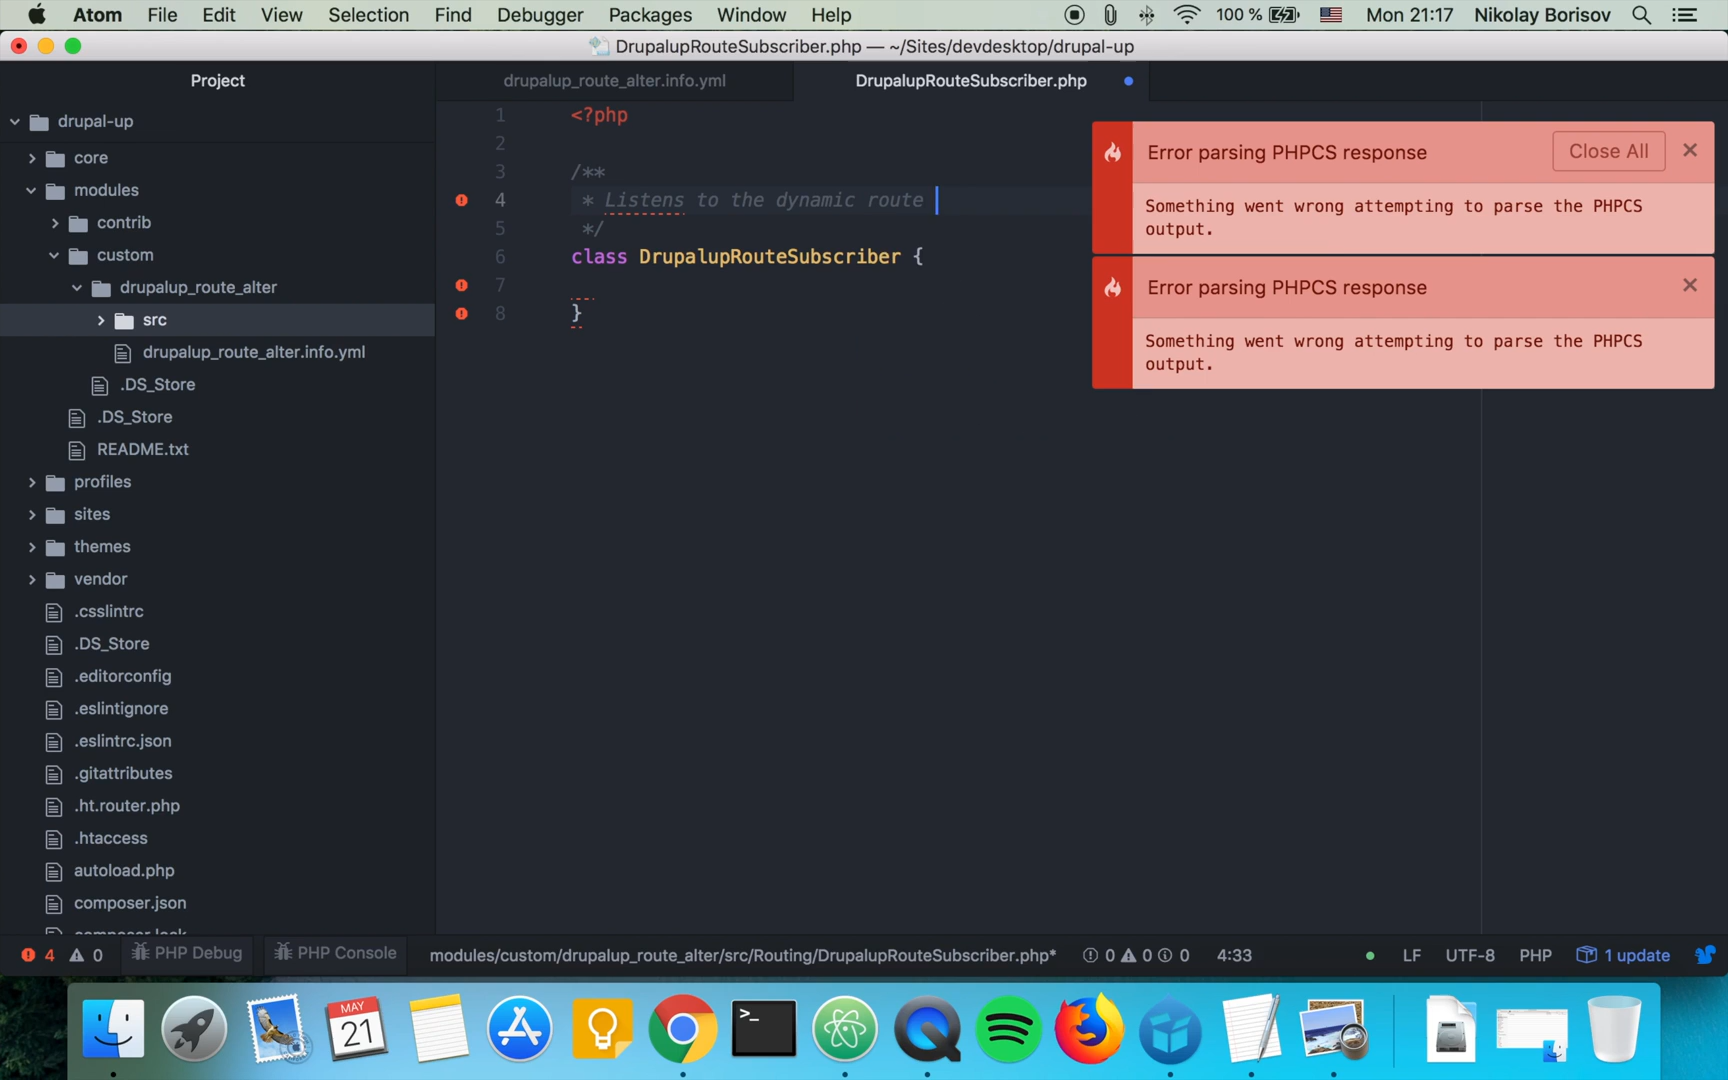 Atom File Edit View Selection Find Debugger Packages Window Help 100 % Mon 21:17 Nikolay Borisov
DrupalupRouteSubscriber.php — ~/Sites/devdesktop/drupal-up
Project
drupalup_route_alter.info.yml
DrupalupRouteSubscriber.php
drupal-up
core
modules
contrib
custom
drupalup_route_alter
src
drupalup_route_alter.info.yml
.DS_Store
.DS_Store
README.txt
profiles
sites
themes
vendor
.csslintrc
.DS_Store
.editorconfig
.eslintignore
.eslintrc.json
.gitattributes
.ht.router.php
.htaccess
autoload.php
composer.json
1 <?php
2
3 /**
4 * Listens to the dynamic route
5 */
6 class DrupalupRouteSubscriber {
7
8 }
Error parsing PHPCS response
Close All
Something went wrong attempting to parse the PHPCS
output.
Error parsing PHPCS response
Something went wrong attempting to parse the PHPCS
output.
4 0 PHP Debug PHP Console modules/custom/drupalup_route_alter/src/Routing/DrupalupRouteSubscriber.php* 0 0 0 4:33 LF UTF-8 PHP 1 update
MAY
21
>_